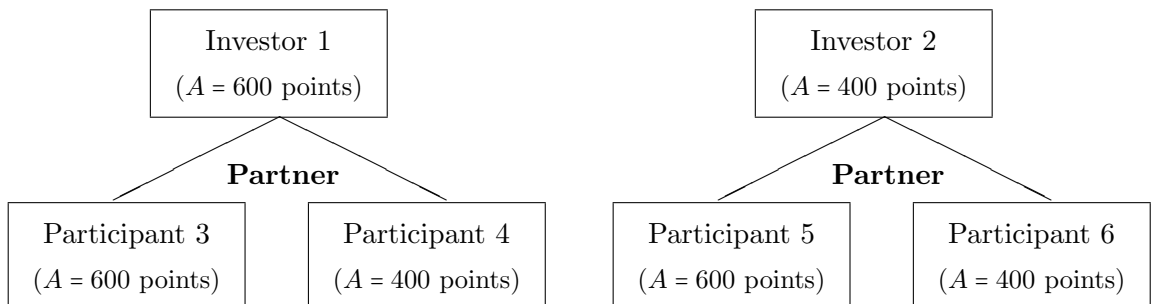 Investor 1
(A = 600 points)
Investor 2
(A = 400 points)
Partner
Partner
Participant 3
(A = 600 points)
Participant 4
(A = 400 points)
Participant 5
(A = 600 points)
Participant 6
(A = 400 points)